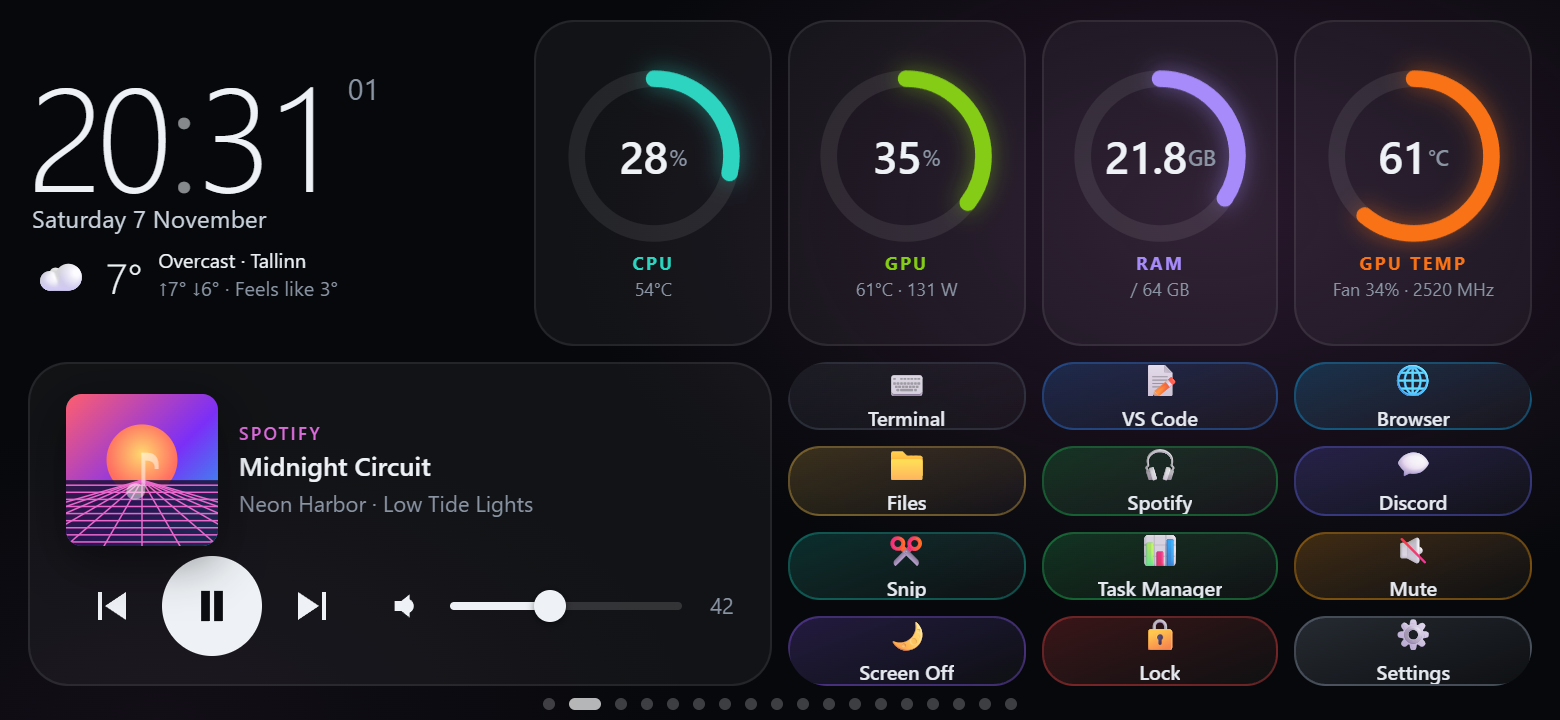 20:31 01
Saturday 7 November
7° Overcast · Tallinn
↑7° ↓6° · Feels like 3°
28%
CPU
54°C
35%
GPU
61°C · 131 W
21.8GB
RAM
/ 64 GB
61°C
GPU TEMP
Fan 34% · 2520 MHz
SPOTIFY
Midnight Circuit
Neon Harbor · Low Tide Lights
42
Terminal
VS Code
Browser
Files
Spotify
Discord
Snip
Task Manager
Mute
Screen Off
Lock
Settings